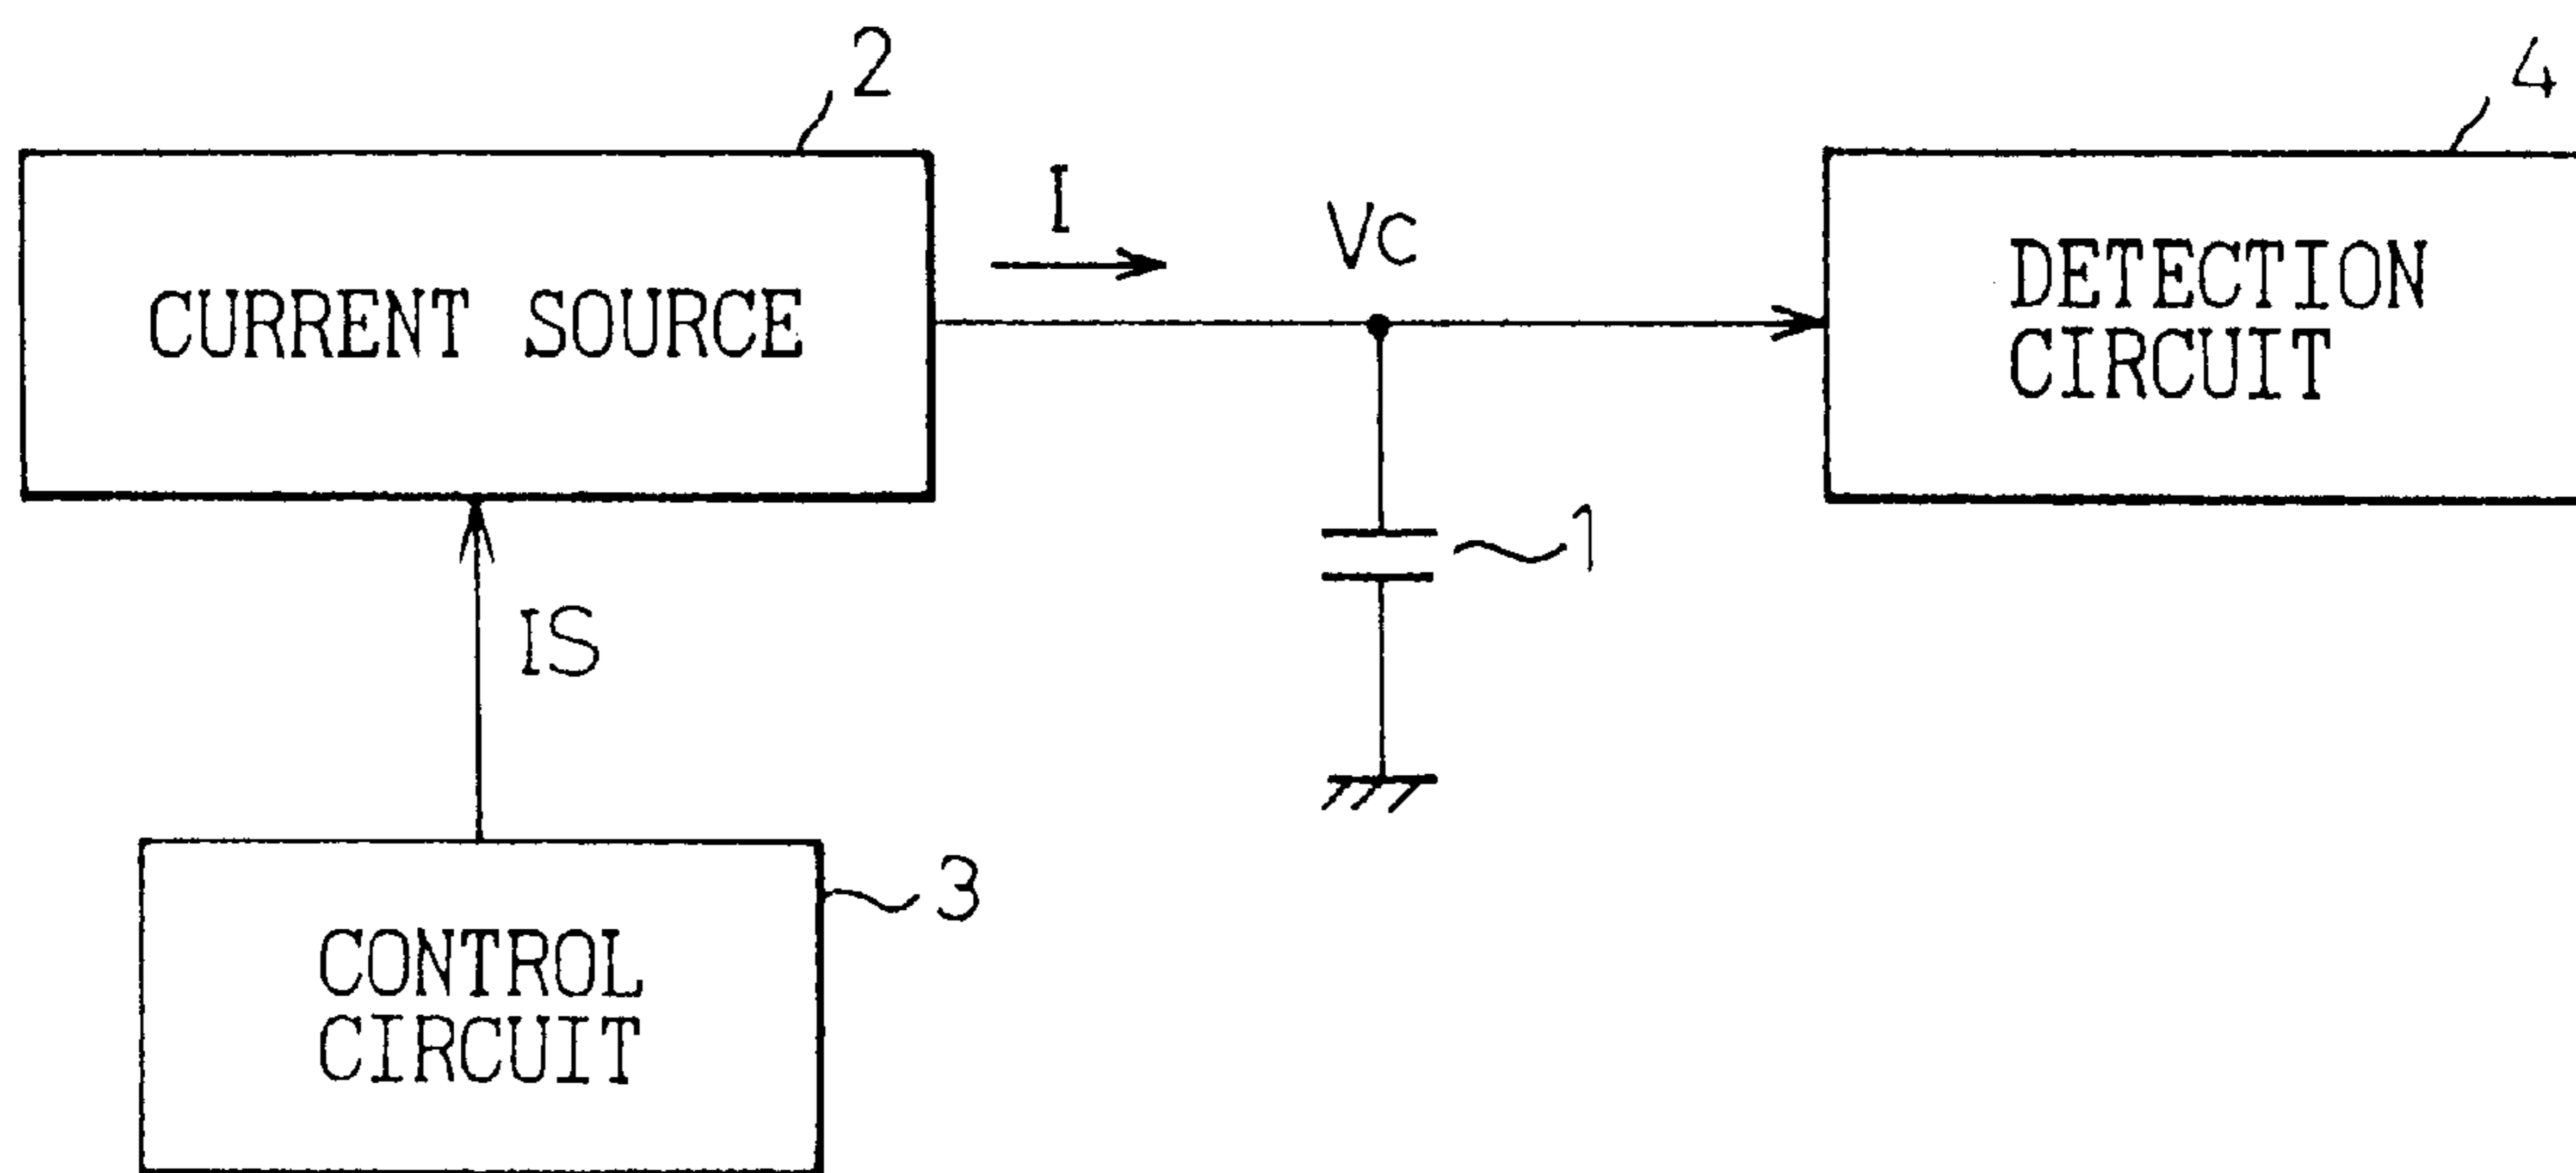 2
4
I
Vc
CURRENT SOURCE
DETECTION
CIRCUIT
1
IS
3
CONTROL
CIRCUIT